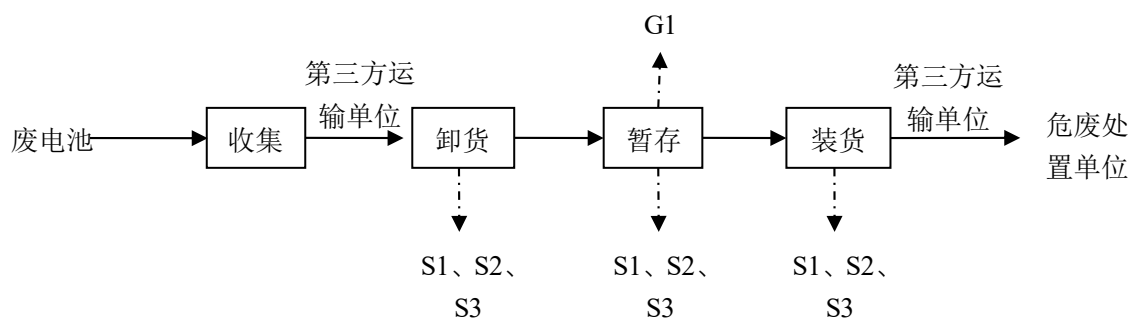 G1
第三方运
输单位
第三方运
输单位
废电池
收集
卸货
暂存
装货
危废处
置单位
S1、S2、
S3
S1、S2、
S3
S1、S2、
S3